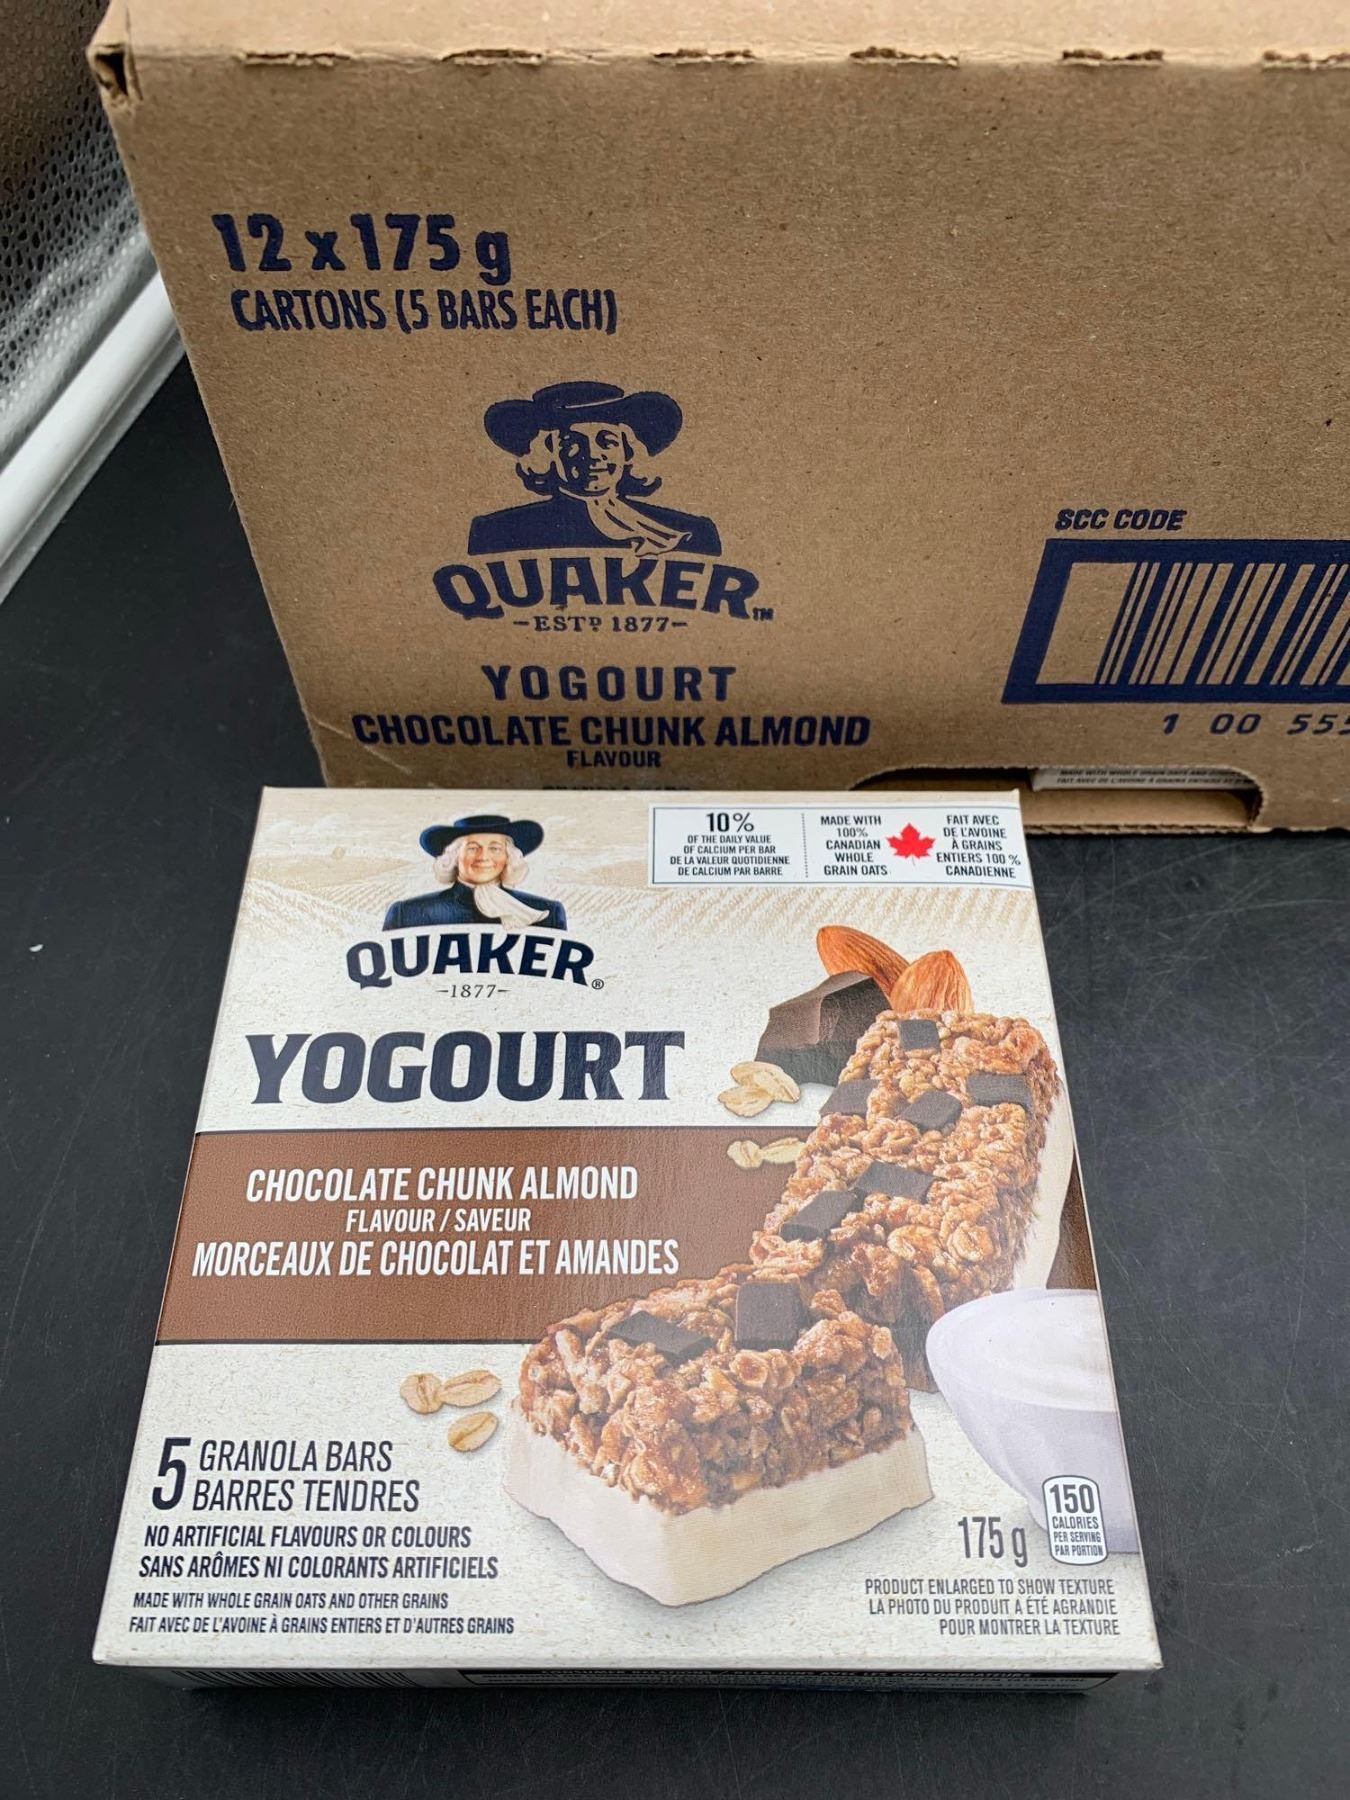 12 x 175 g
CARTONS (5 BARS EACH)
QUAKER™
-ESTD 1877-
YOGOURT
CHOCOLATE CHUNK ALMOND
FLAVOUR
SCC CODE
1 00 555
QUAKER®
-1877-
10%
OF THE DAILY VALUE
OF CALCIUM PER BAR
DE LA VALEUR QUOTIDIENNE
DE CALCIUM PAR BARRE
MADE WITH
100%
CANADIAN
WHOLE
GRAIN OATS
FAIT AVEC
DE L'AVOINE
À GRAINS
ENTIERS 100 %
CANADIENNE
YOGOURT
CHOCOLATE CHUNK ALMOND
FLAVOUR / SAVEUR
MORCEAUX DE CHOCOLAT ET AMANDES
5 GRANOLA BARS
BARRES TENDRES
NO ARTIFICIAL FLAVOURS OR COLOURS
SANS ARÔMES NI COLORANTS ARTIFICIELS
MADE WITH WHOLE GRAIN OATS AND OTHER GRAINS
FAIT AVEC DE L'AVOINE À GRAINS ENTIERS ET D'AUTRES GRAINS
175 g
150
CALORIES
PER SERVING
PAR PORTION
PRODUCT ENLARGED TO SHOW TEXTURE
LA PHOTO DU PRODUIT A ÉTÉ AGRANDIE
POUR MONTRER LA TEXTURE